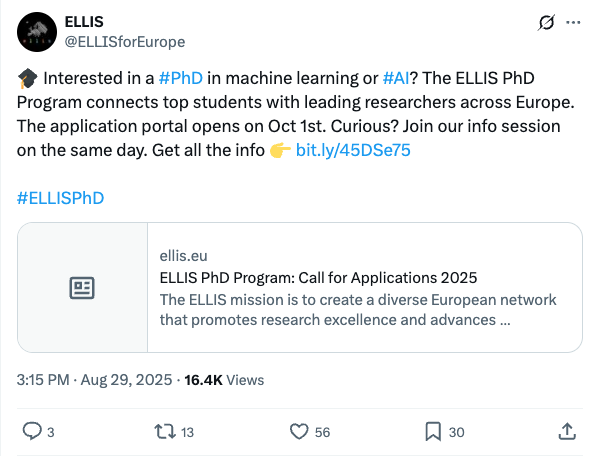 ELLIS
@ELLISforEurope
🎓 Interested in a #PhD in machine learning or #AI? The ELLIS PhD
Program connects top students with leading researchers across Europe.
The application portal opens on Oct 1st. Curious? Join our info session
on the same day. Get all the info 👉 bit.ly/45DSe75
#ELLISPhD
ellis.eu
ELLIS PhD Program: Call for Applications 2025
The ELLIS mission is to create a diverse European network
that promotes research excellence and advances ...
3:15 PM · Aug 29, 2025 · 16.4K Views
3 13 56 30